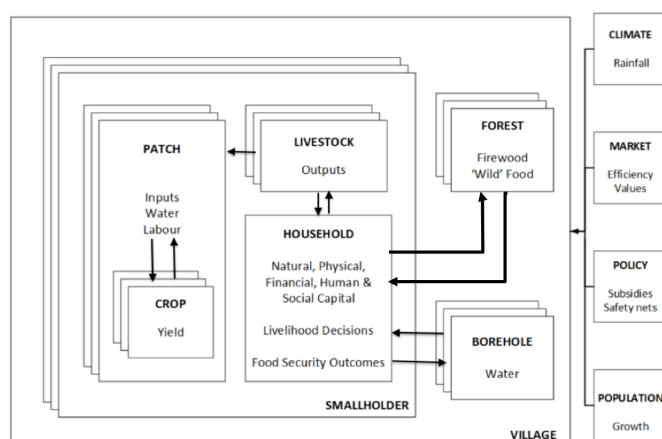 CLIMATE
Rainfall
MARKET
Efficiency
Values
POLICY
Subsidies
Safety nets
POPULATION
Growth
PATCH
Inputs
Water
Labour
CROP
Yield
LIVESTOCK
Outputs
HOUSEHOLD
Natural, Physical,
Financial, Human &
Social Capital
Livelihood Decisions
Food Security Outcomes
SMALLHOLDER
FOREST
Firewood
‘Wild’ Food
BOREHOLE
Water
VILLAGE